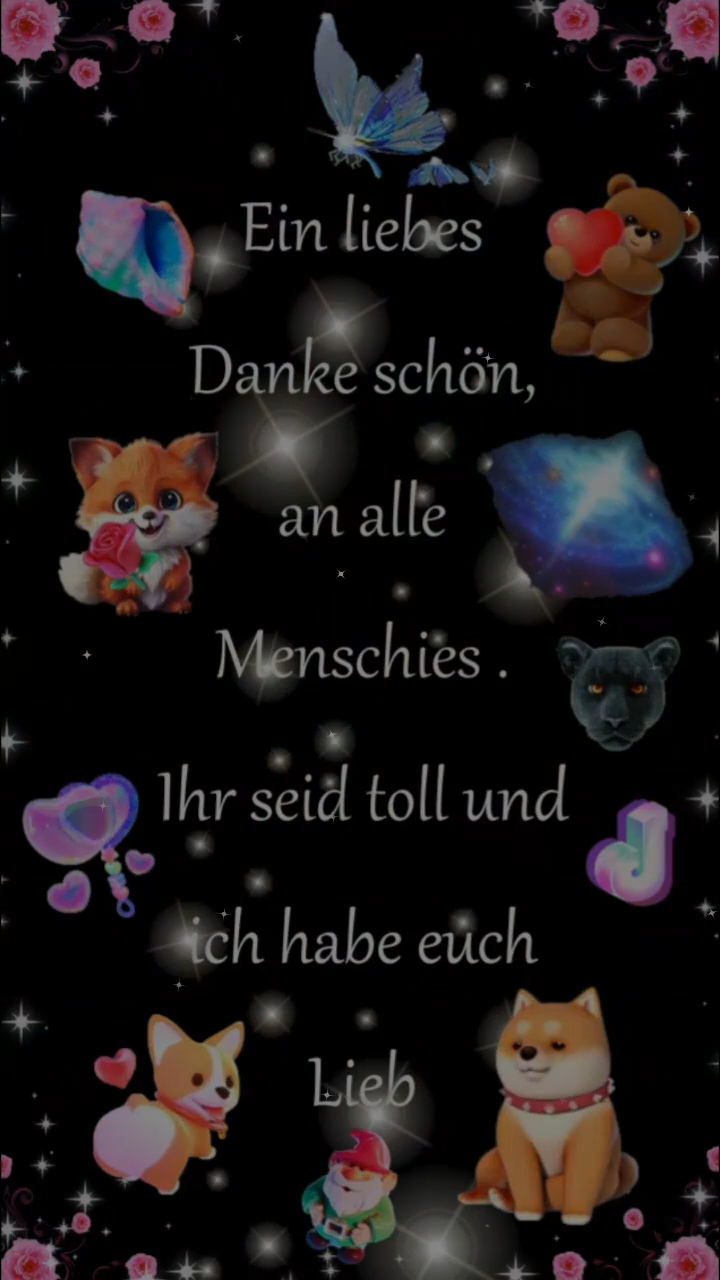 Ein liebes
Danke schön,
an alle
Menschies .
Ihr seid toll und
ich habe euch
Lieb